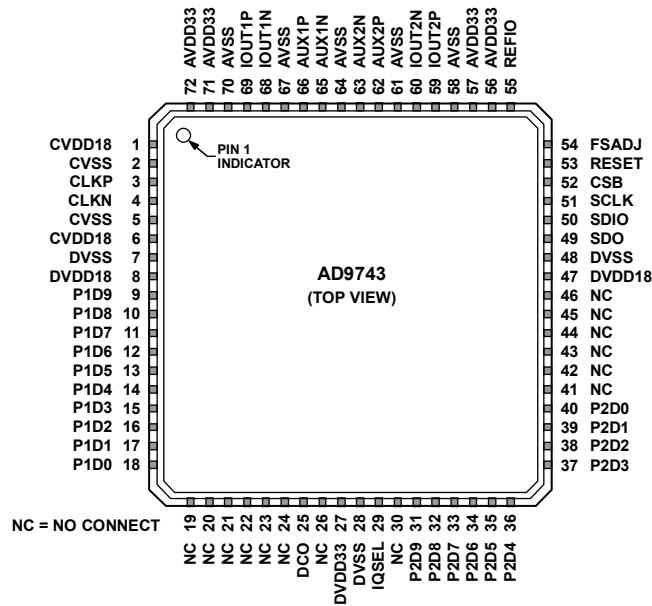 72 AVDD33
71 AVDD33
70 AVSS
69 IOUT1P
68 IOUT1N
67 AVSS
66 AUX1P
65 AUX1N
64 AVSS
63 AUX2N
62 AUX2P
61 AVSS
60 IOUT2N
59 IOUT2P
58 AVSS
57 AVDD33
56 AVDD33
55 REFIO
CVDD18 1
CVSS 2
CLKP 3
CLKN 4
CVSS 5
CVDD18 6
DVSS 7
DVDD18 8
P1D9 9
P1D8 10
P1D7 11
P1D6 12
P1D5 13
P1D4 14
P1D3 15
P1D2 16
P1D1 17
P1D0 18
PIN 1
INDICATOR
AD9743
(TOP VIEW)
54 FSADJ
53 RESET
52 CSB
51 SCLK
50 SDIO
49 SDO
48 DVSS
47 DVDD18
46 NC
45 NC
44 NC
43 NC
42 NC
41 NC
40 P2D0
39 P2D1
38 P2D2
37 P2D3
NC = NO CONNECT
NC 19
NC 20
NC 21
NC 22
NC 23
NC 24
DCO 25
NC 26
DVDD33 27
DVSS 28
IQSEL 29
NC 30
P2D9 31
P2D8 32
P2D7 33
P2D6 34
P2D5 35
P2D4 36